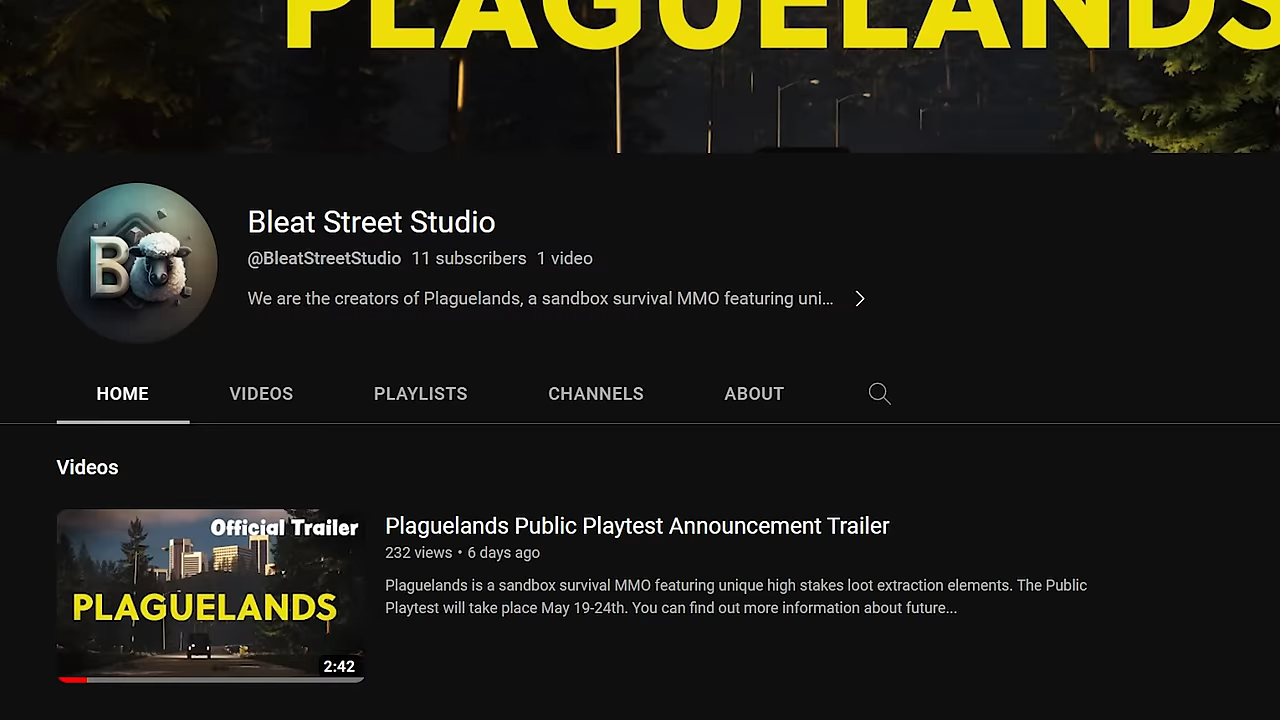 PLAGUELANDS
B
Bleat Street Studio
@BleatStreetStudio 11 subscribers 1 video
We are the creators of Plaguelands, a sandbox survival MMO featuring uni...
HOME VIDEOS PLAYLISTS CHANNELS ABOUT
Videos
Official Trailer
PLAGUELANDS
2:42
Plaguelands Public Playtest Announcement Trailer
232 views • 6 days ago
Plaguelands is a sandbox survival MMO featuring unique high stakes loot extraction elements. The Public
Playtest will take place May 19-24th. You can find out more information about future...